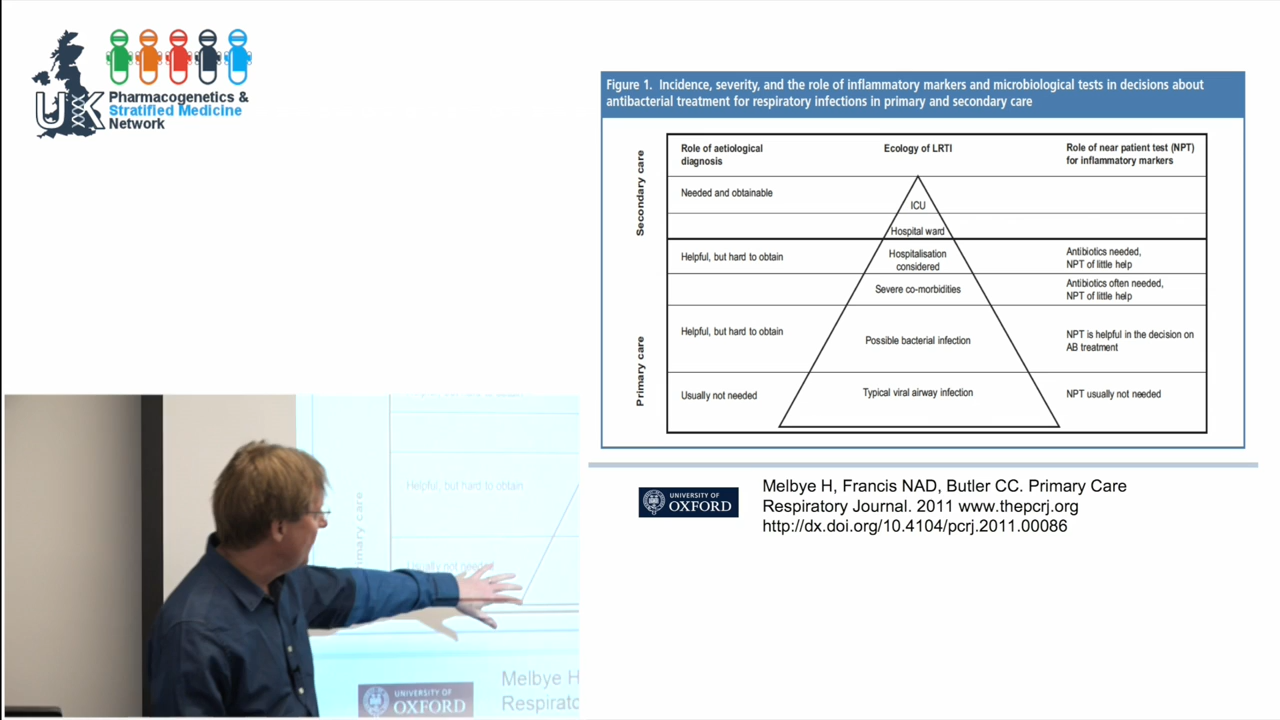 UK
Pharmacogenetics &
Stratified Medicine
Network
Figure 1. Incidence, severity, and the role of inflammatory markers and microbiological tests in decisions about
antibacterial treatment for respiratory infections in primary and secondary care
Secondary care
Primary care
Role of aetiological
diagnosis
Ecology of LRTI
Role of near patient test (NPT)
for inflammatory markers
Needed and obtainable
ICU
Hospital ward
Helpful, but hard to obtain
Hospitalisation
considered
Antibiotics needed,
NPT of little help
Severe co-morbidities
Antibiotics often needed,
NPT of little help
Helpful, but hard to obtain
Possible bacterial infection
NPT is helpful in the decision on
AB treatment
Usually not needed
Typical viral airway infection
NPT usually not needed
UNIVERSITY OF
OXFORD
Melbye H, Francis NAD, Butler CC. Primary Care
Respiratory Journal. 2011 www.thepcrj.org
http://dx.doi.org/10.4104/pcrj.2011.00086
Helpful, but hard to obtain
care
Usually not
Melbye H
UNIVERSITY OF
OXFORD